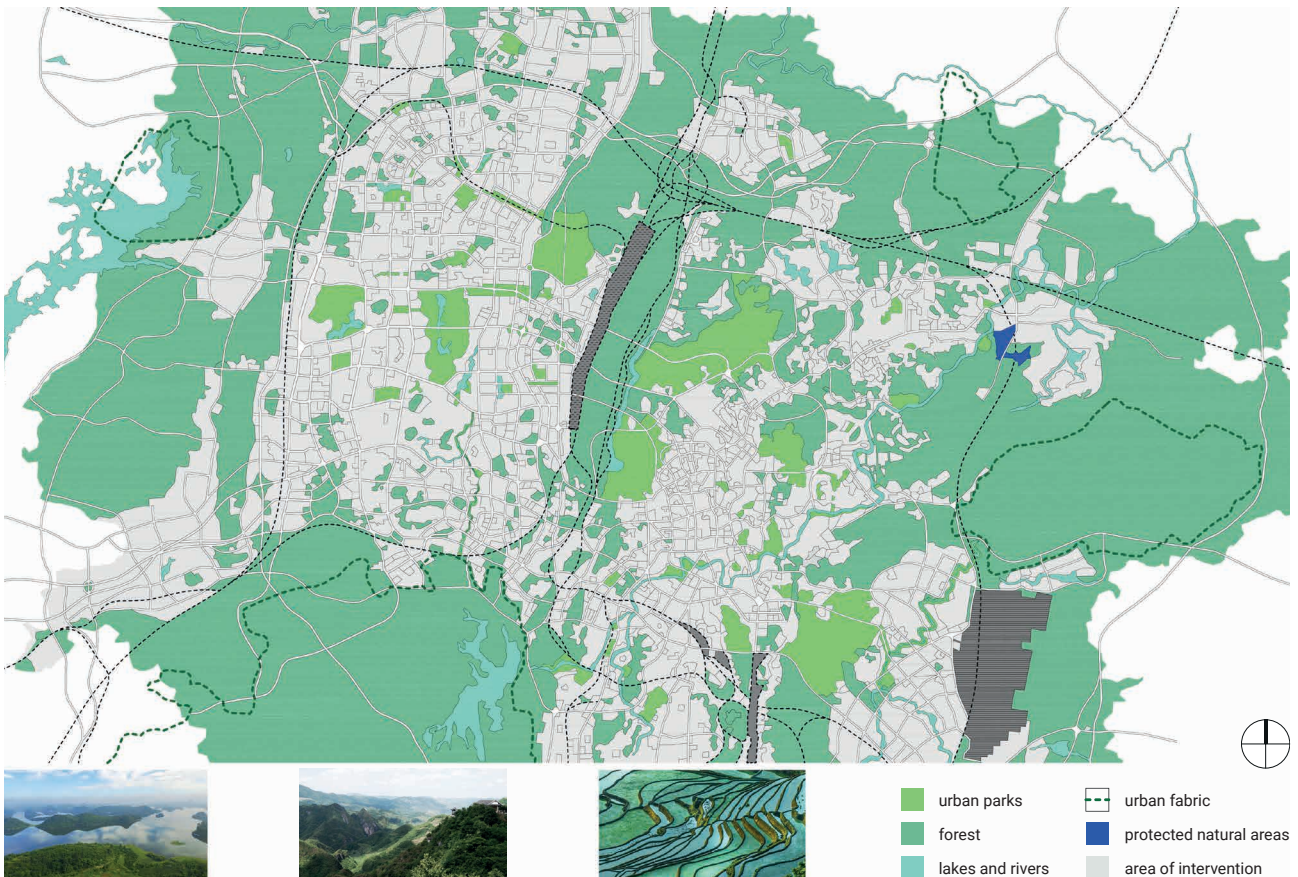 urban parks
forest
lakes and rivers
urban fabric
protected natural areas
area of intervention